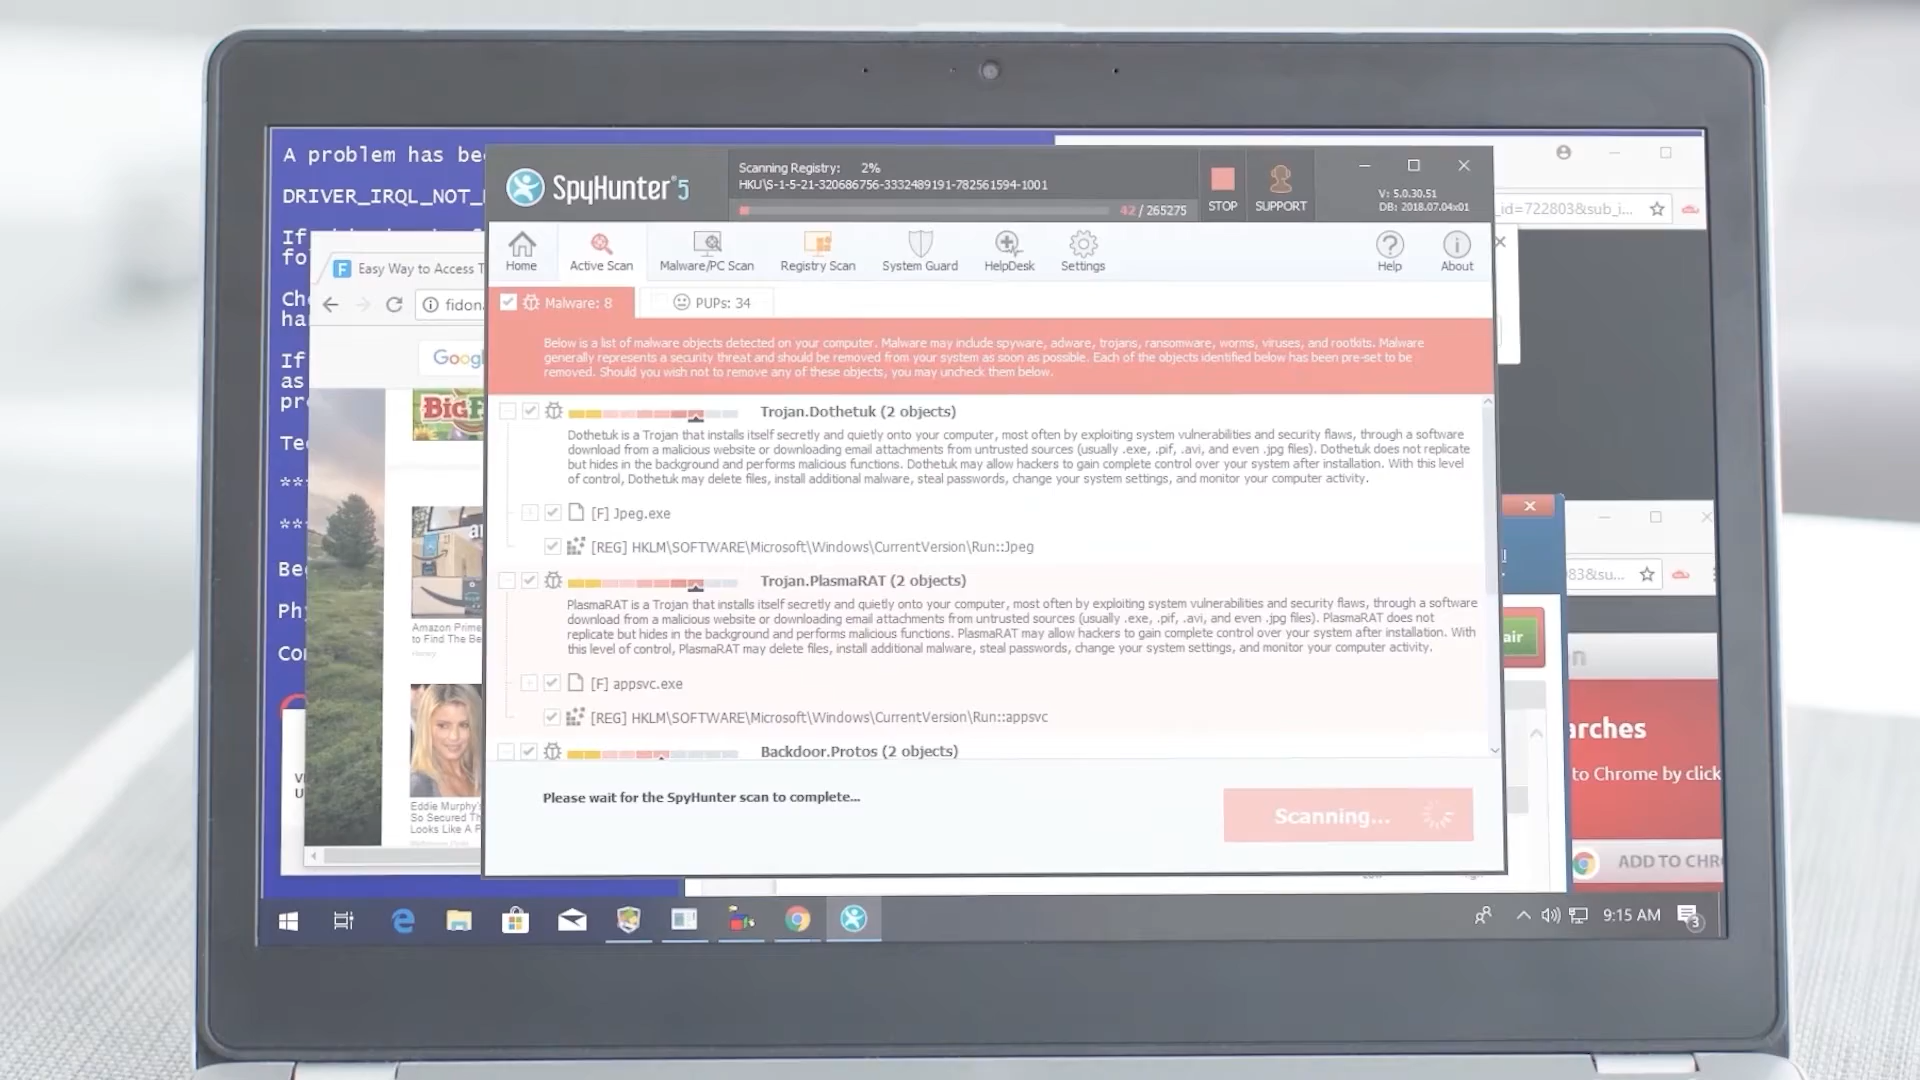 A problem has bee
DRIVER_IRQL_NOT_
If
fo
Che
ha
If
as
pr
Tec
**
**
Be
Phy
Co
SpyHunter® 5
Scanning Registry: 2%
HKU\S-1-5-21-320686756-3332489191-782561594-1001
42 / 265275
STOP
SUPPORT
V: 5.0.30.51
DB: 2018.07.04x01
Home
Active Scan
Malware/PC Scan
Registry Scan
System Guard
HelpDesk
Settings
Help
About
Malware: 8
PUPs: 34
Below is a list of malware objects detected on your computer. Malware may include spyware, adware, trojans, ransomware, worms, viruses, and rootkits. Malware
generally represents a security threat and should be removed from your system as soon as possible. Each of the objects identified below has been pre-set to be
removed. Should you wish not to remove any of these objects, you may uncheck them below.
Trojan.Dothetuk (2 objects)
Dothetuk is a Trojan that installs itself secretly and quietly onto your computer, most often by exploiting system vulnerabilities and security flaws, through a software
download from a malicious website or downloading email attachments from untrusted sources (usually .exe, .pif, .avi, and even .jpg files). Dothetuk does not replicate
but hides in the background and performs malicious functions. Dothetuk may allow hackers to gain complete control over your system after installation. With this level
of control, Dothetuk may delete files, install additional malware, steal passwords, change your system settings, and monitor your computer activity.
[F] Jpeg.exe
[REG] HKLM\SOFTWARE\Microsoft\Windows\CurrentVersion\Run::Jpeg
Trojan.PlasmaRAT (2 objects)
PlasmaRAT is a Trojan that installs itself secretly and quietly onto your computer, most often by exploiting system vulnerabilities and security flaws, through a software
download from a malicious website or downloading email attachments from untrusted sources (usually .exe, .pif, .avi, and even .jpg files). PlasmaRAT does not
replicate but hides in the background and performs malicious functions. PlasmaRAT may allow hackers to gain complete control over your system after installation. With
this level of control, PlasmaRAT may delete files, install additional malware, steal passwords, change your system settings, and monitor your computer activity.
[F] appsvc.exe
[REG] HKLM\SOFTWARE\Microsoft\Windows\CurrentVersion\Run::appsvc
Backdoor.Protos (2 objects)
Please wait for the SpyHunter scan to complete...
Scanning...
Easy Way to Access T
fidon
Goog
BigF
Amazon Prime
to Find The Be
Honey
Eddie Murphy's
So Secured Th
Looks Like A P
_id=722803&sub_i...
83&su...
air
arches
to Chrome by click
ADD TO CHR
9:15 AM
3